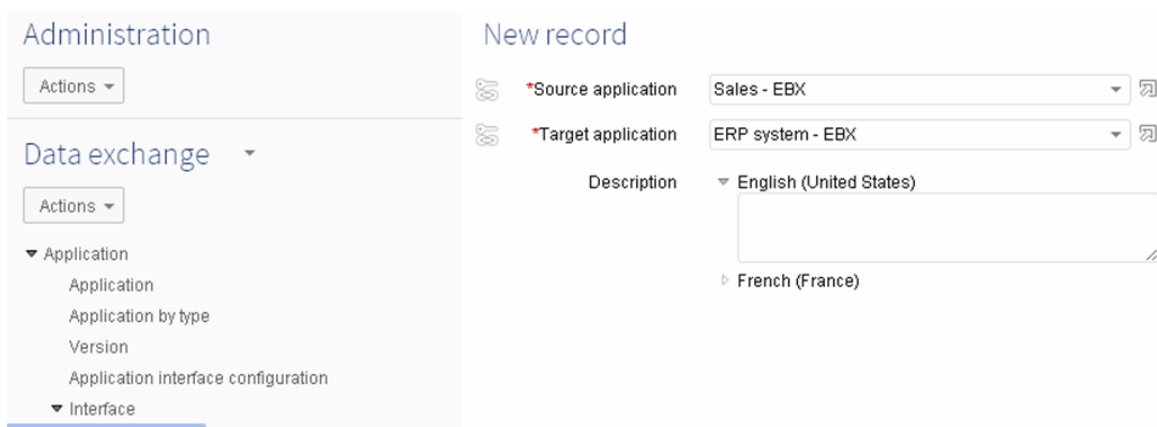 Administration
Actions
Data exchange
Actions
Application
Application
Application by type
Version
Application interface configuration
Interface
New record
*Source application Sales - EBX
*Target application ERP system - EBX
Description English (United States)
French (France)